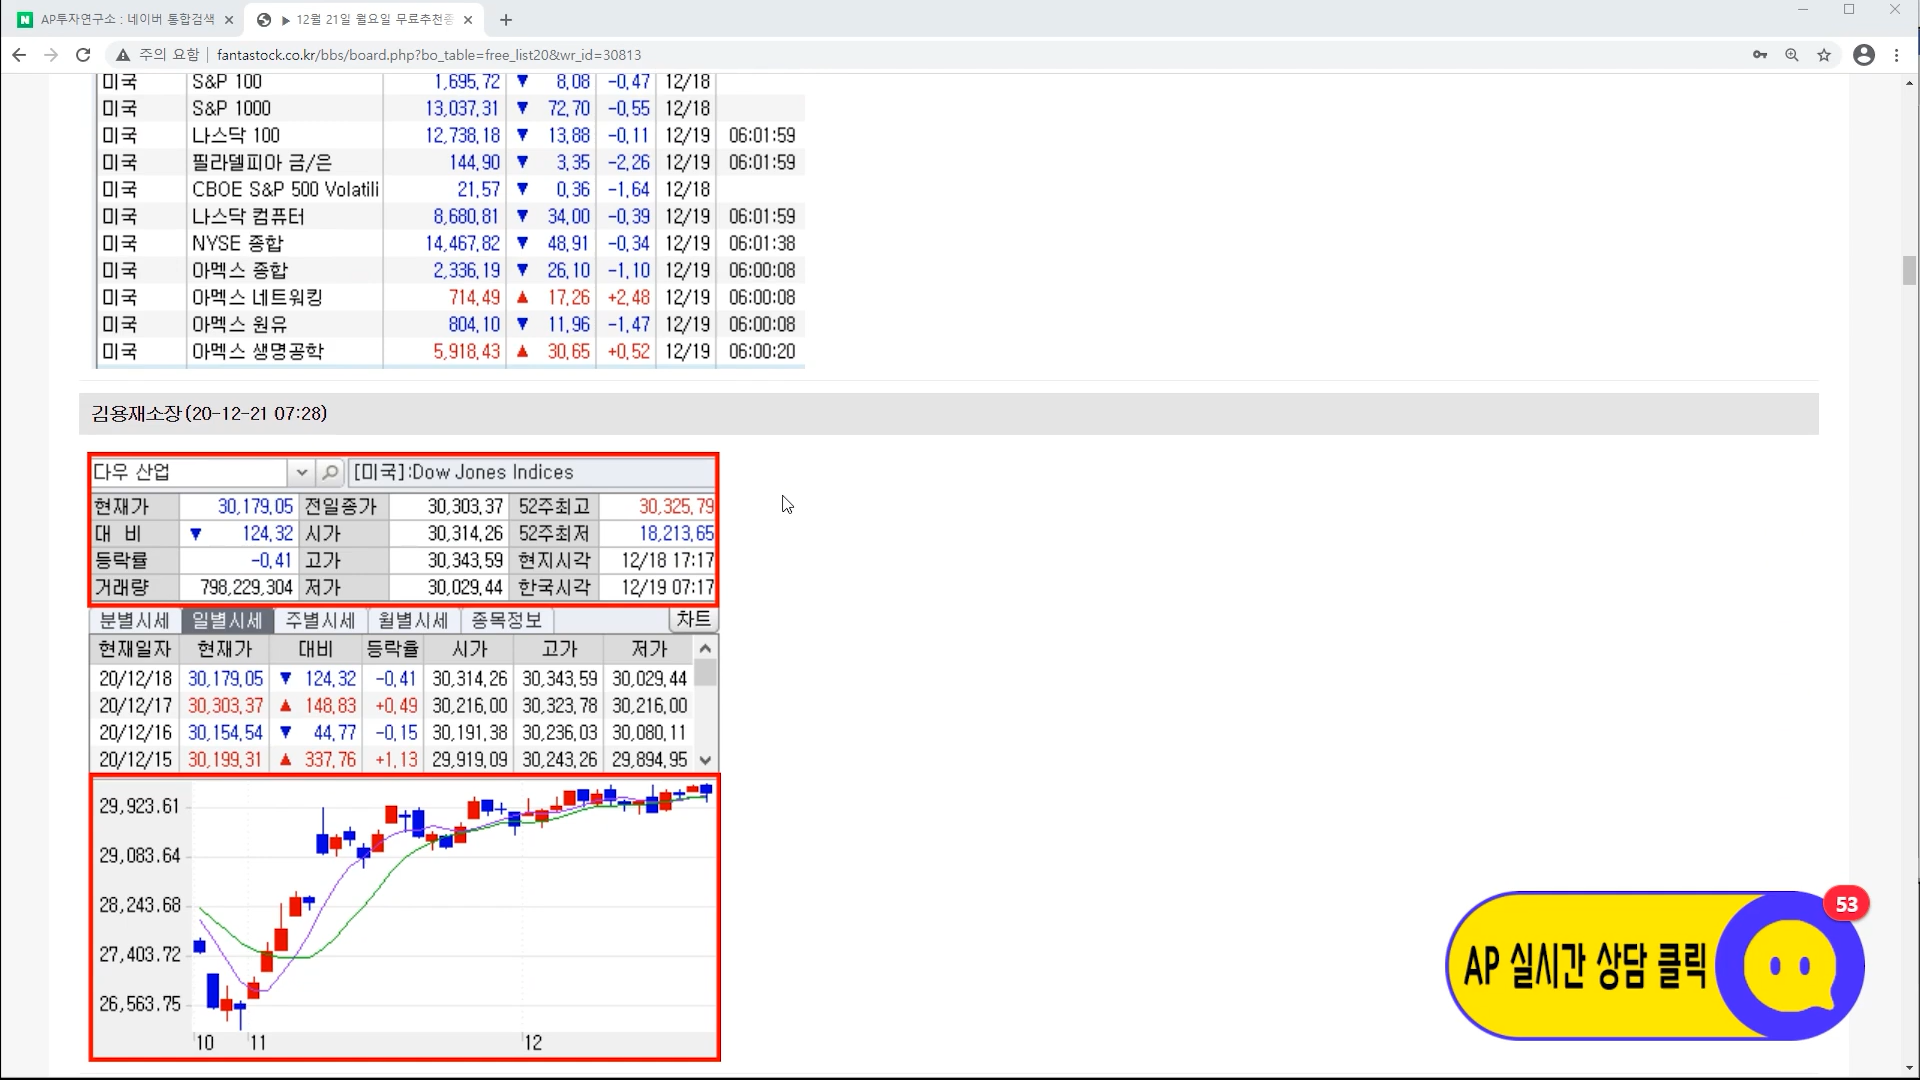 AP투자연구소 : 네이버 통합검색
▶ 12월 21일 월요일 무료추천종
주의 요함 fantastock.co.kr/bbs/board.php?bo_table=free_list20&wr_id=30813
미국 S&P 100 1,695,72 ▼ 8,08 -0,47 12/18
미국 S&P 1000 13,037,31 ▼ 72,70 -0,55 12/18
미국 나스닥 100 12,738,18 ▼ 13,88 -0,11 12/19 06:01:59
미국 필라델피아 금/은 144,90 ▼ 3,35 -2,26 12/19 06:01:59
미국 CBOE S&P 500 Volatili 21,57 ▼ 0,36 -1,64 12/18
미국 나스닥 컴퓨터 8,680,81 ▼ 34,00 -0,39 12/19 06:01:59
미국 NYSE 종합 14,467,82 ▼ 48,91 -0,34 12/19 06:01:38
미국 아멕스 종합 2,336,19 ▼ 26,10 -1,10 12/19 06:00:08
미국 아멕스 네트워킹 714,49 ▲ 17,26 +2,48 12/19 06:00:08
미국 아멕스 원유 804,10 ▼ 11,96 -1,47 12/19 06:00:08
미국 아멕스 생명공학 5,918,43 ▲ 30,65 +0,52 12/19 06:00:20
김용재소장(20-12-21 07:28)
다우 산업 [미국]:Dow Jones Indices
현재가 30,179,05 전일종가 30,303,37 52주최고 30,325,79
대 비 ▼ 124,32 시가 30,314,26 52주최저 18,213,65
등락률 -0,41 고가 30,343,59 현지시각 12/18 17:17
거래량 798,229,304 저가 30,029,44 한국시각 12/19 07:17
분별시세 일별시세 주별시세 월별시세 종목정보 차트
현재일자 현재가 대비 등락율 시가 고가 저가
20/12/18 30,179,05 ▼ 124,32 -0,41 30,314,26 30,343,59 30,029,44
20/12/17 30,303,37 ▲ 148,83 +0,49 30,216,00 30,323,78 30,216,00
20/12/16 30,154,54 ▼ 44,77 -0,15 30,191,38 30,236,03 30,080,11
20/12/15 30,199,31 ▲ 337,76 +1,13 29,919,09 30,243,26 29,894,95
29,923.61
29,083.64
28,243.68
27,403.72
26,563.75
10 11 12
53
AP 실시간 상담 클릭